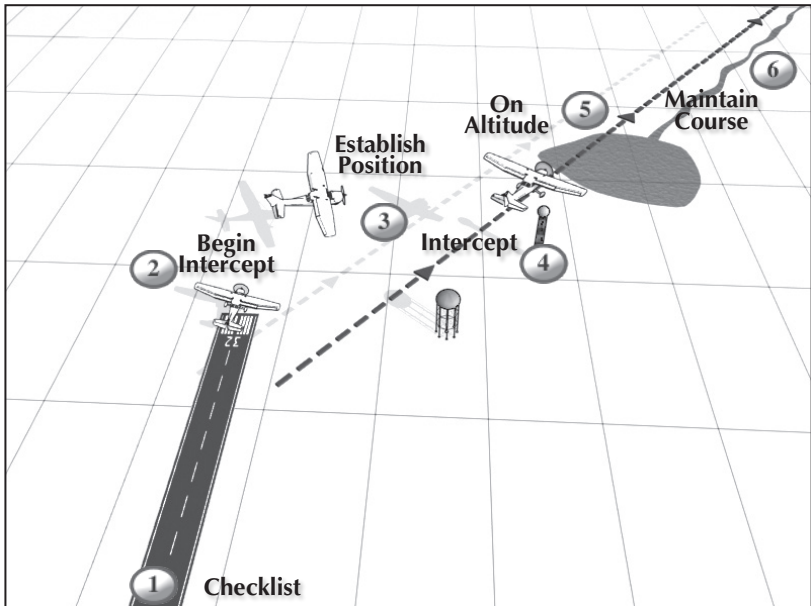 6
On
Altitude
5
Maintain
Course
Establish
Position
3
Begin
Intercept
2
Intercept
4
32
1
Checklist